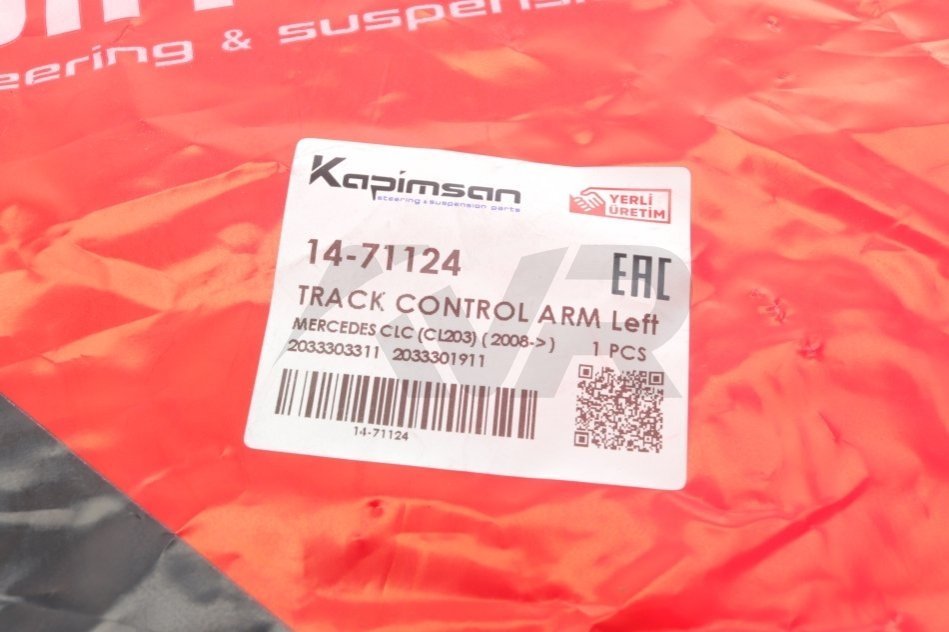 eering & suspensi
Kapimsan
steering & suspension parts
YERLİ
ÜRETİM
14-71124
EAC
TRACK CONTROL ARM Left
MERCEDES CLC (CL203) ( 2008-> )
1 PCS
2033303311 2033301911
14-71124